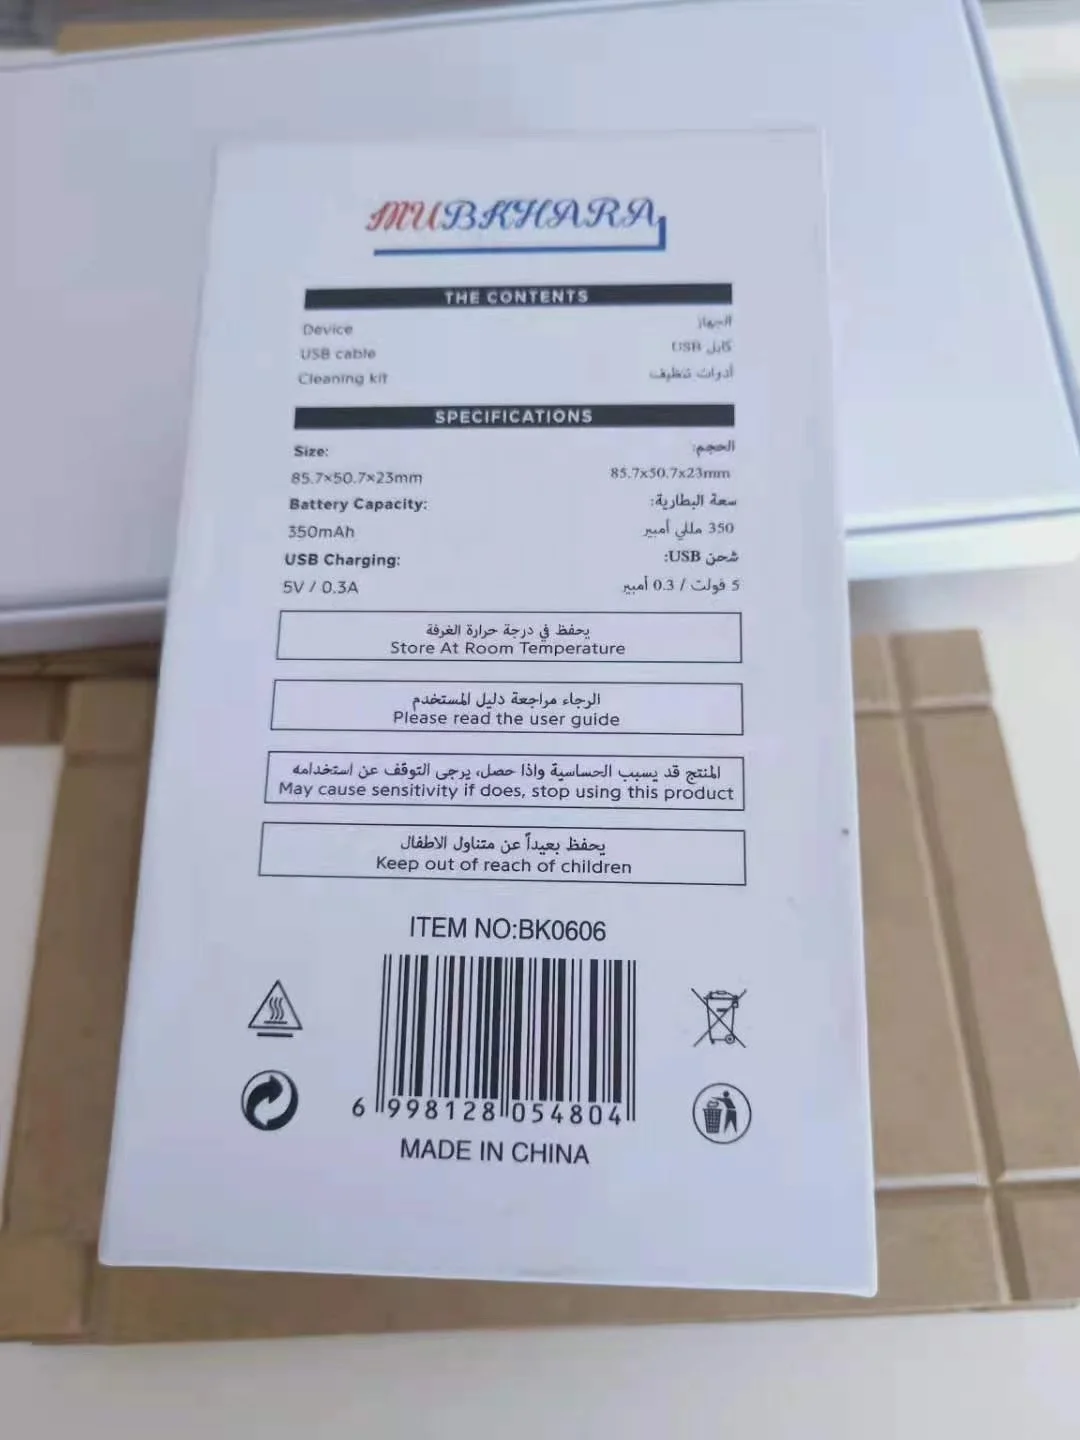 MUBKHARA
THE CONTENTS
Device
الجهاز
USB cable
كابل USB
Cleaning kit
أدوات تنظيف
SPECIFICATIONS
Size:
الحجم:
85.7×50.7×23mm
85.7x50.7x23mm
Battery Capacity:
سعة البطارية:
350mAh
350 مللي أمبير
USB Charging:
شحن USB:
5V / 0.3A
5 فولت / 0.3 أمبير
يحفظ في درجة حرارة الغرفة
Store At Room Temperature
الرجاء مراجعة دليل المستخدم
Please read the user guide
المنتج قد يسبب الحساسية واذا حصل، يرجى التوقف عن استخدامه
May cause sensitivity if does, stop using this product
يحفظ بعيداً عن متناول الاطفال
Keep out of reach of children
ITEM NO:BK0606
6 998128 054804
MADE IN CHINA